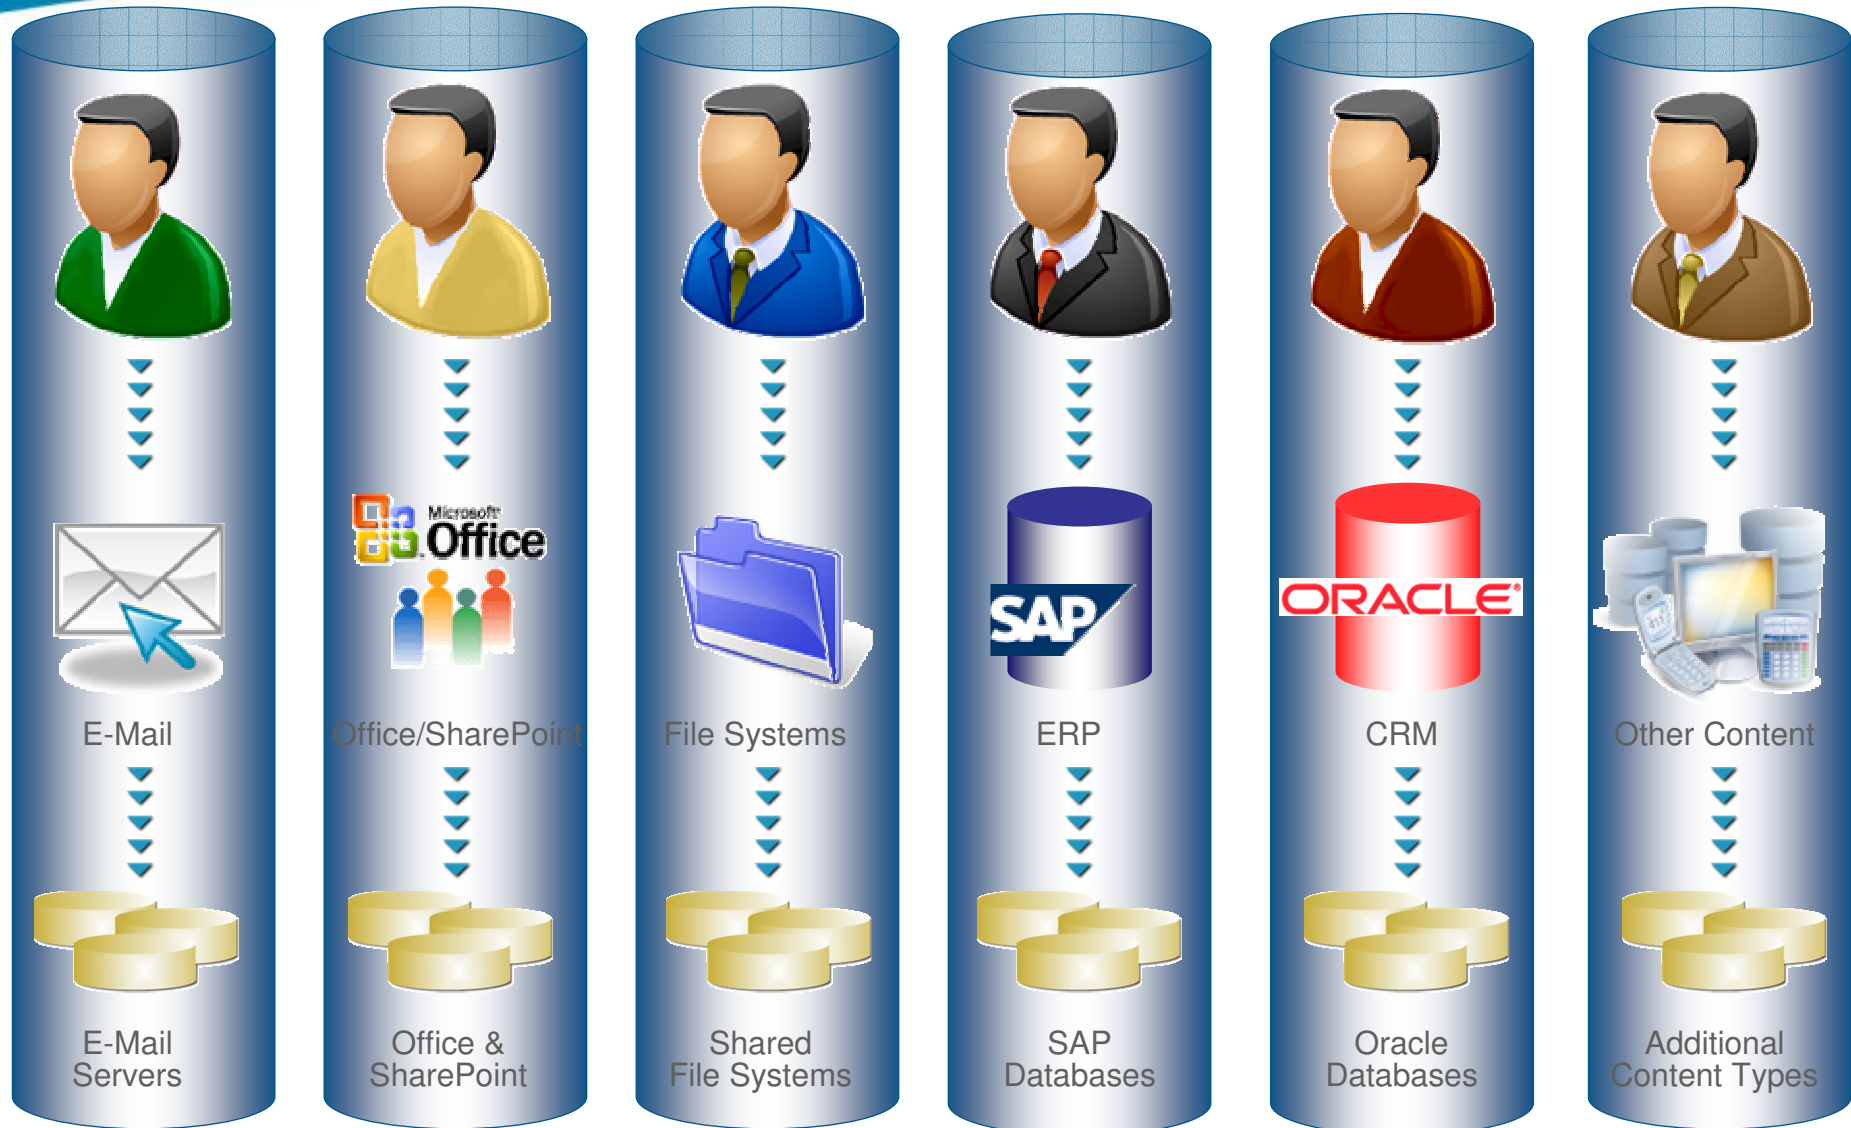 Microsoft
Office
SAP
ORACLE
E-Mail
Office/SharePoint
File Systems
ERP
CRM
Other Content
E-Mail
Servers
Office &
SharePoint
Shared
File Systems
SAP
Databases
Oracle
Databases
Additional
Content Types